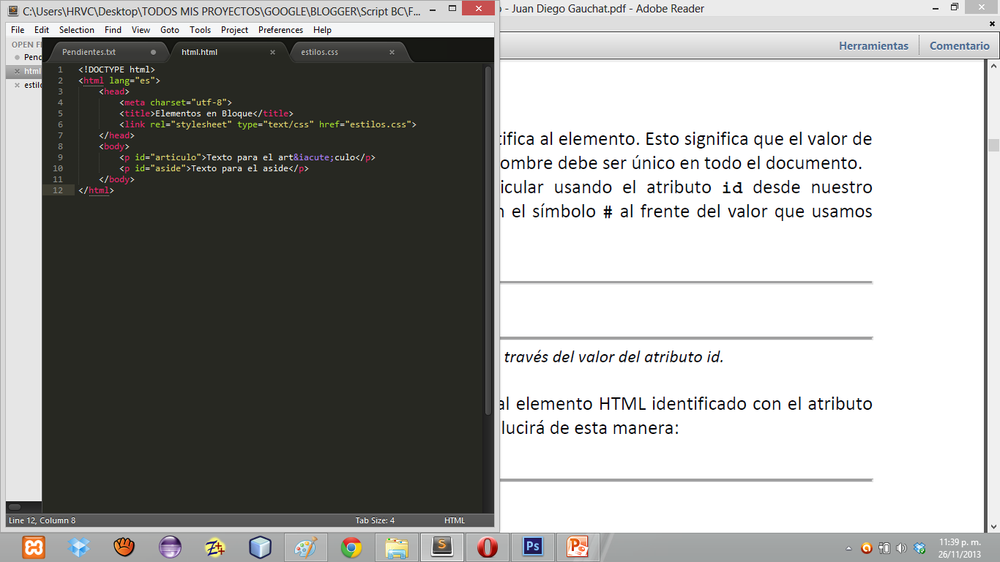 C:\Users\HRVC\Desktop\TODOS MIS PROYECTOS\GOOGLE\BLOGGER\Script BC\F...
- Juan Diego Gauchat.pdf - Adobe Reader
File Edit Selection Find View Goto Tools Project Preferences Help
Herramientas Comentario
OPEN FI
Pend
html
estilo
Pendientes.txt html.html estilos.css
1 <!DOCTYPE html>
2 <html lang="es">
3 <head>
4 <meta charset="utf-8">
5 <title>Elementos en Bloque</title>
6 <link rel="stylesheet" type="text/css" href="estilos.css">
7 </head>
8 <body>
9 <p id="articulo">Texto para el art&iacute;culo</p>
10 <p id="aside">Texto para el aside</p>
11 </body>
12 </html>
tifica al elemento. Esto significa que el valor de
ombre debe ser único en todo el documento.
icular usando el atributo id desde nuestro
n el símbolo # al frente del valor que usamos
través del valor del atributo id.
al elemento HTML identificado con el atributo
lucirá de esta manera:
Line 12, Column 8 Tab Size: 4 HTML
Ps
11:39 p. m.
26/11/2013